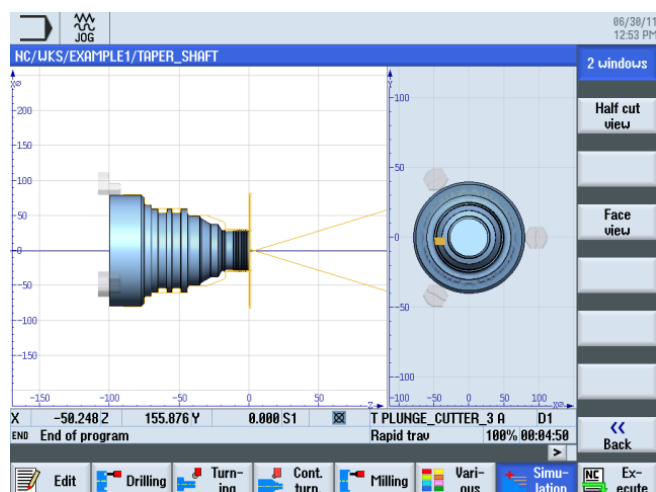 JOG
06/30/11
12:53 PM
NC/WKS/EXAMPLE1/TAPER_SHAFT
2 windows
Half cut
view
Face
view
<<
Back
X⌀
200
150
100
50
0
-50
-100
-150
-150 -100 -50 0 50 Z
Y
100
50
0
-50
-100
-100 -50 0 50 100 X⌀
X -50.248 Z 155.876 Y 0.000 S1 T PLUNGE_CUTTER_3 A D1
END End of program Rapid trav 100% 00:04:50
>
Edit
Drilling
Turn-
ing
Cont.
turn.
Milling
Vari-
ous
Simu-
lation
NC Ex-
ecute